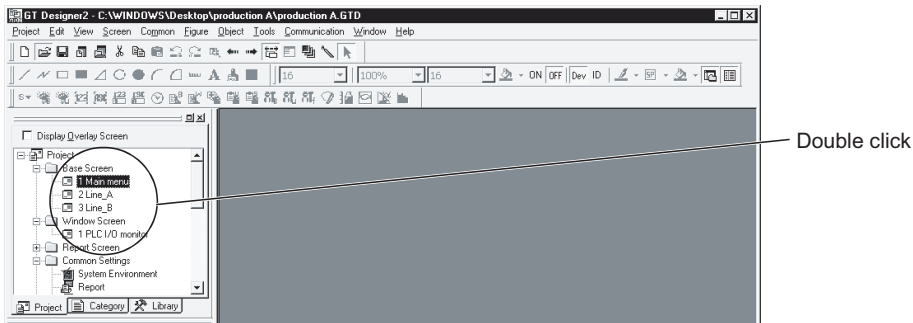 GT Designer2 - C:\WINDOWS\Desktop\production A\production A.GTD
Project Edit View Screen Common Figure Object Tools Communication Window Help
16 100% 16 ON OFF Dev ID SP
S
Display Overlay Screen
Project
Base Screen
1 Main menu
2 Line_A
3 Line_B
Window Screen
1 PLC I/O monitor
Report Screen
Common Settings
System Environment
Report
Project Category Library
Double click